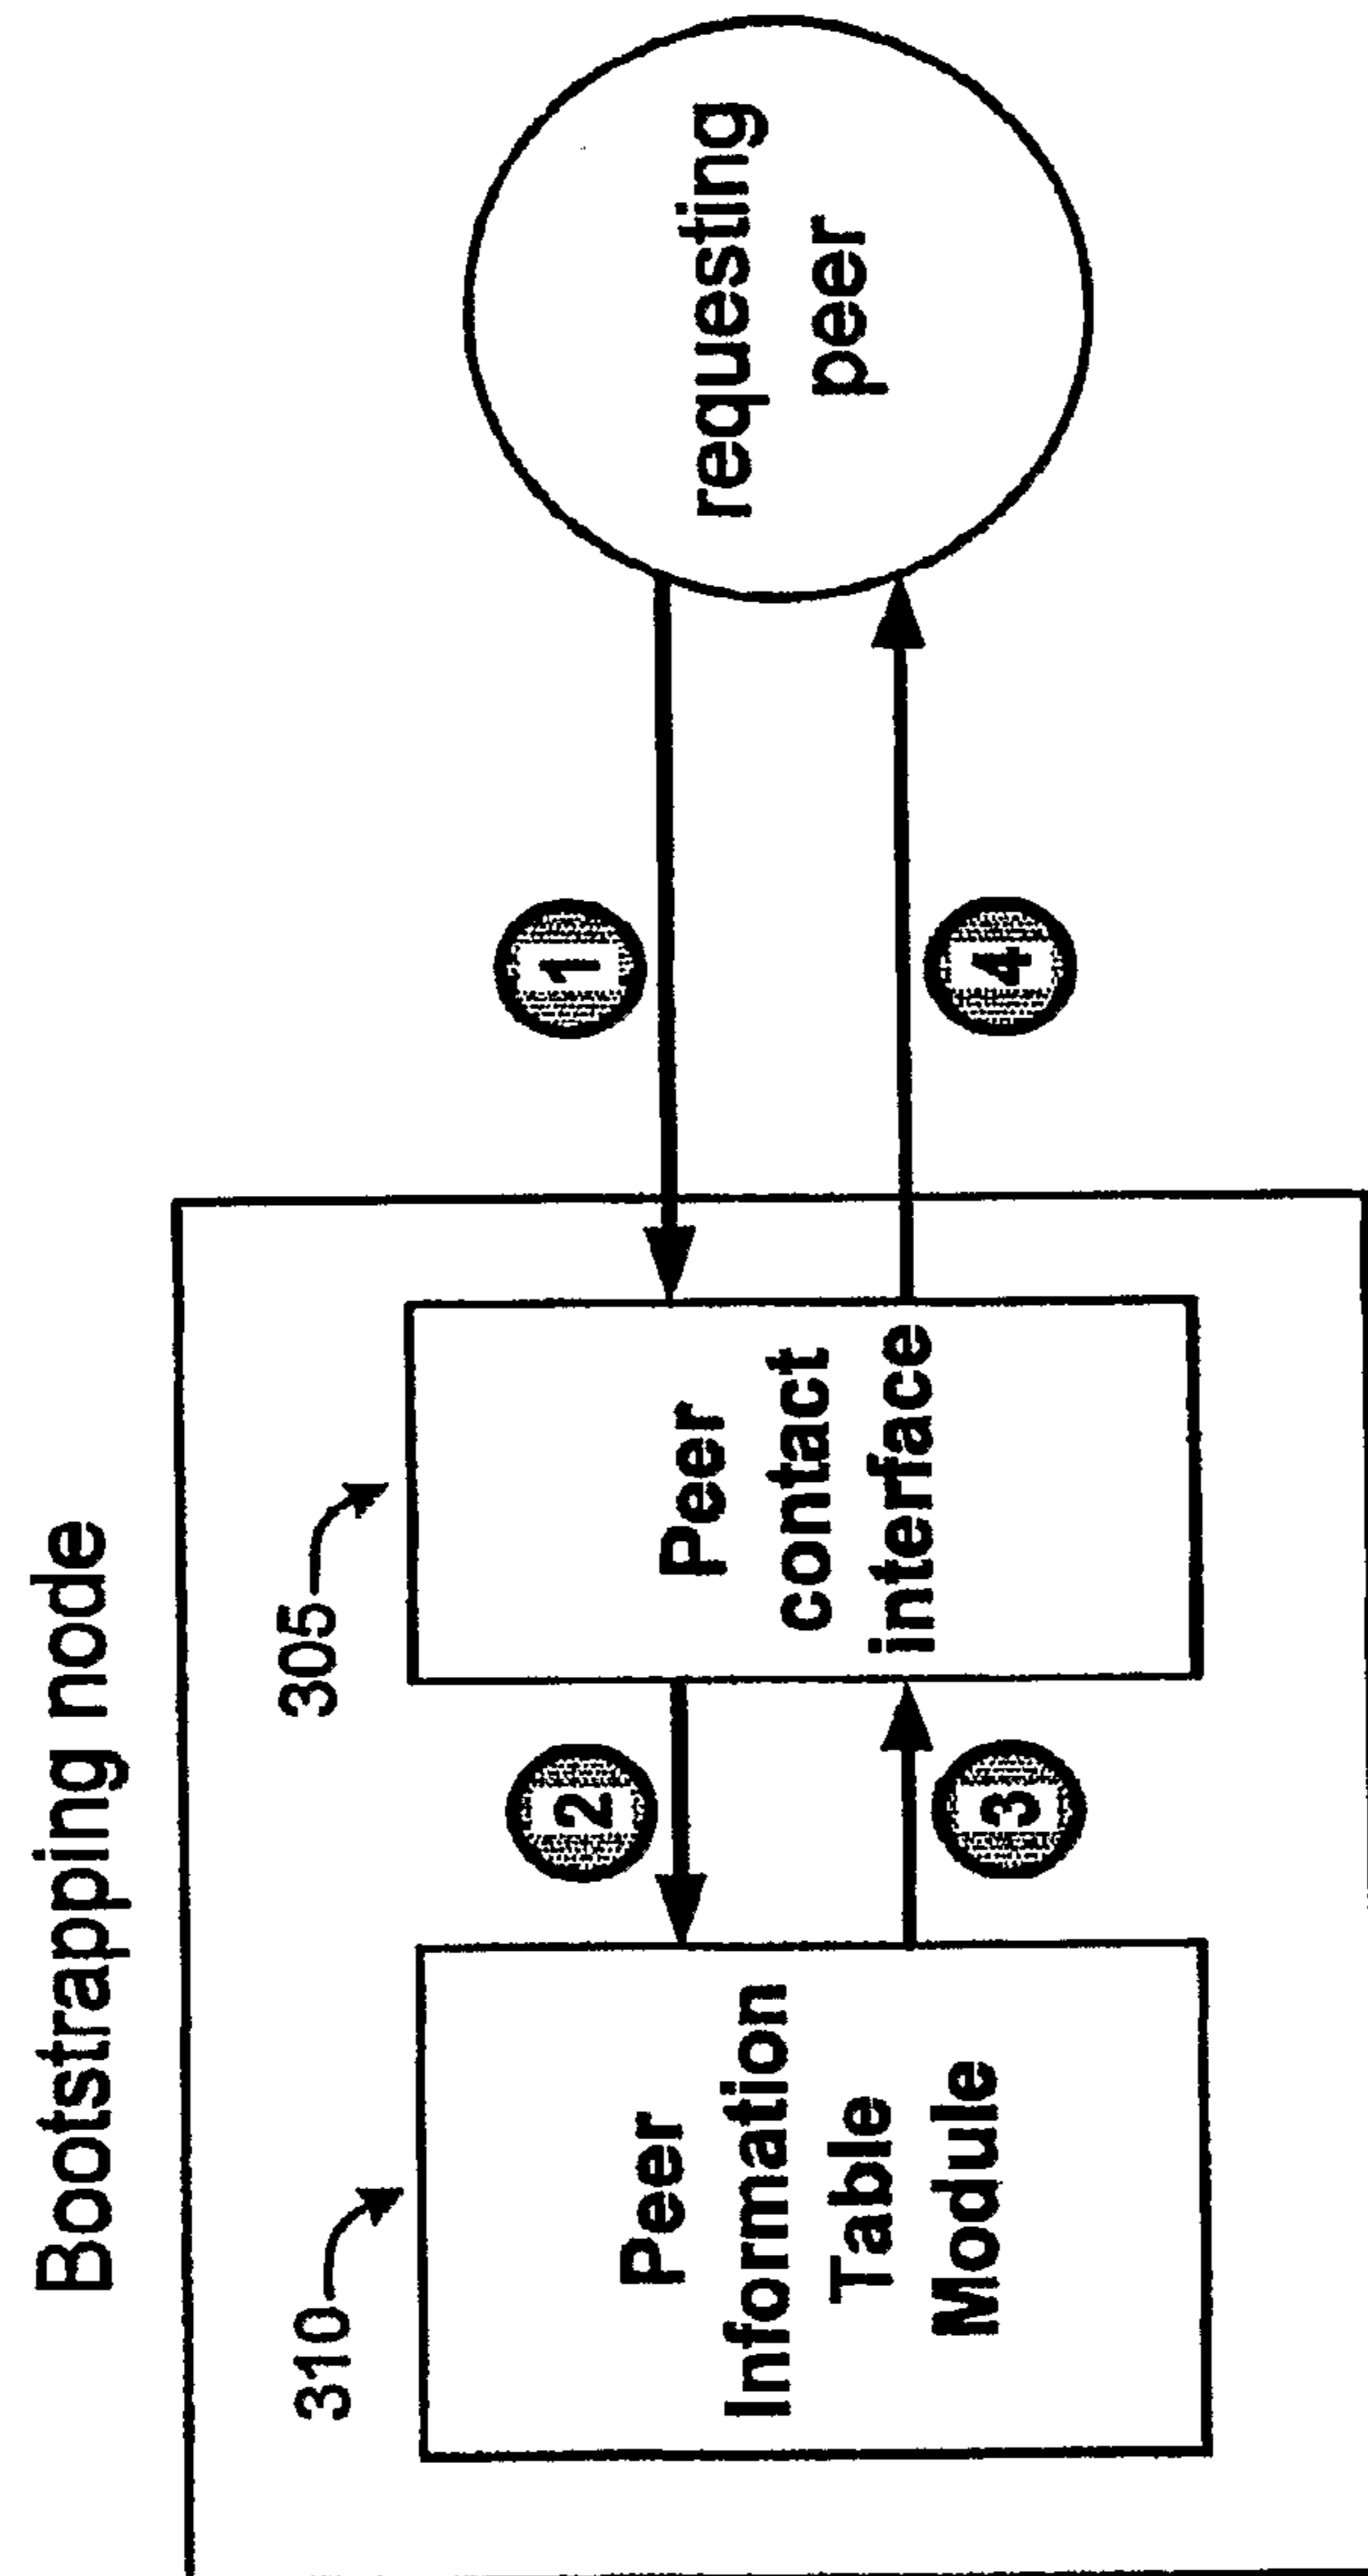 Bootstrapping node
310
305
Peer
Information
Table
Module
2
3
Peer
contact
interface
1
4
requesting
peer